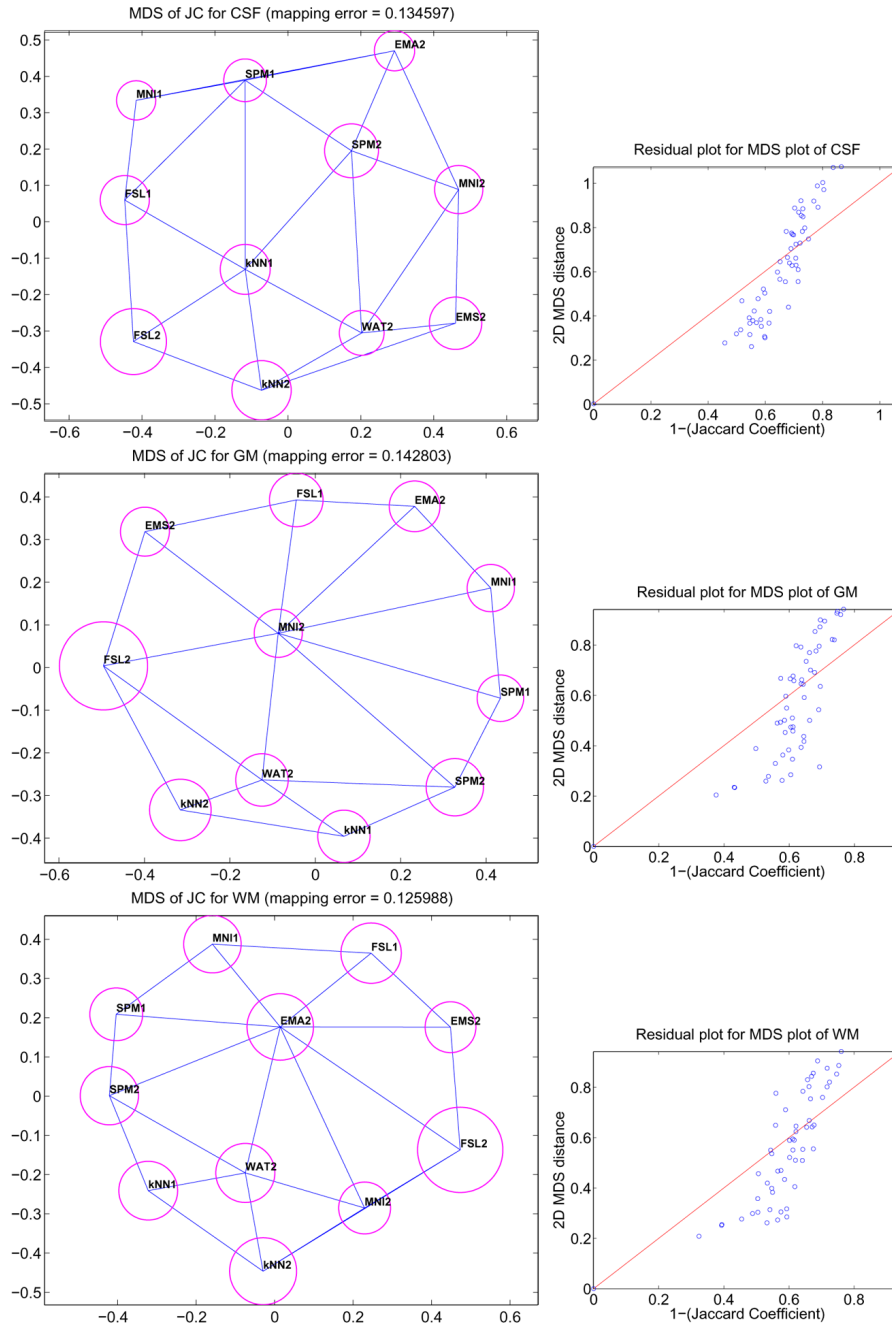 MDS of JC for CSF (mapping error = 0.134597)
0.5
0.4
0.3
0.2
0.1
0
−0.1
−0.2
−0.3
−0.4
−0.5
EMA2
SPM1
MNI1
SPM2
MNI2
FSL1
kNN1
WAT2
EMS2
FSL2
kNN2
−0.6 −0.4 −0.2 0 0.2 0.4 0.6
Residual plot for MDS plot of CSF
2D MDS distance
1
0.8
0.6
0.4
0.2
0
0 0.2 0.4 0.6 0.8 1
1−(Jaccard Coefficient)
MDS of JC for GM (mapping error = 0.142803)
0.4
0.3
0.2
0.1
0
−0.1
−0.2
−0.3
−0.4
FSL1
EMA2
EMS2
MNI1
MNI2
FSL2
SPM1
WAT2
SPM2
kNN2
kNN1
−0.6 −0.4 −0.2 0 0.2 0.4
Residual plot for MDS plot of GM
2D MDS distance
0.8
0.6
0.4
0.2
0
0 0.2 0.4 0.6 0.8
1−(Jaccard Coefficient)
MDS of JC for WM (mapping error = 0.125988)
0.4
0.3
0.2
0.1
0
−0.1
−0.2
−0.3
−0.4
−0.5
MNI1
FSL1
SPM1
EMA2
EMS2
SPM2
FSL2
WAT2
kNN1
MNI2
kNN2
−0.4 −0.2 0 0.2 0.4 0.6
Residual plot for MDS plot of WM
2D MDS distance
0.8
0.6
0.4
0.2
0
0 0.2 0.4 0.6 0.8
1−(Jaccard Coefficient)